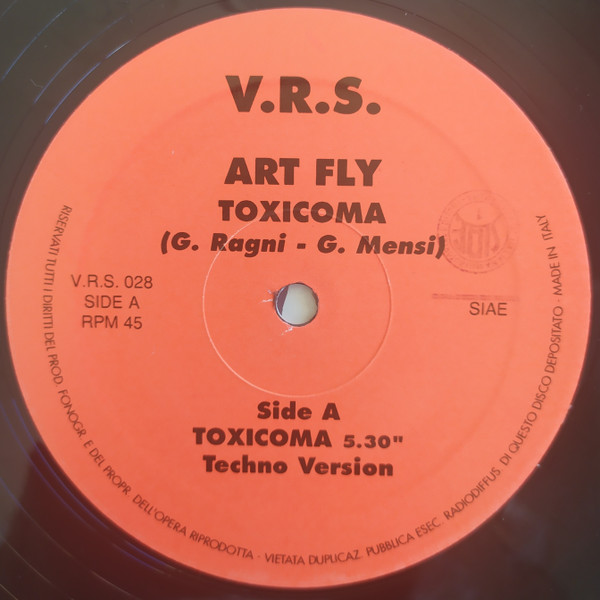 V.R.S.
ART FLY
TOXICOMA
(G. Ragni - G. Mensi)
V.R.S. 028
SIDE A
RPM 45
SIAE
Side A
TOXICOMA 5.30"
Techno Version
RISERVATI TUTTI I DIRITTI DEL PROD. FONOGR. E DEL PROPR. DELL'OPERA RIPRODOTTA - VIETATA DUPLICAZ. PUBBLICA ESEC. RADIODIFFUS. DI QUESTO DISCO DEPOSITATO - MADE IN ITALY